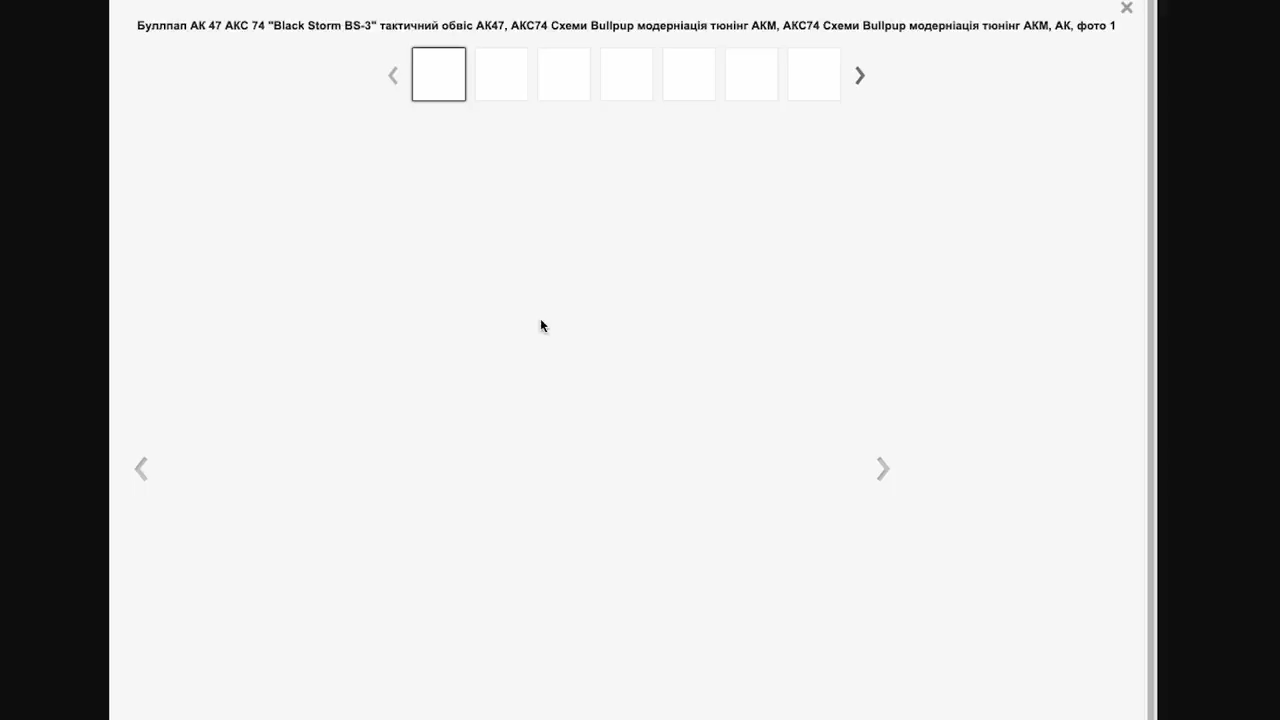 Буллпап АК 47 АКС 74 "Black Storm BS-3" тактичний обвіс АК47, АКС74 Схеми Bullpup модерніація тюнінг АКМ, АКС74 Схеми Bullpup модерніація тюнінг АКМ, АК, фото 1